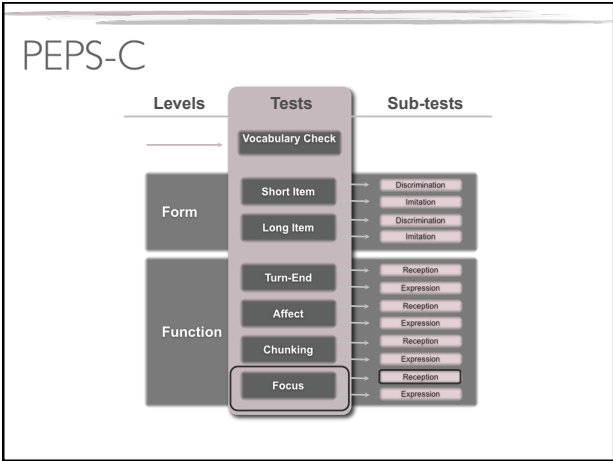 PEPS-C
Levels Tests Sub-tests
Vocabulary Check
Form
Short Item
Discrimination
Imitation
Long Item
Discrimination
Imitation
Function
Turn-End
Reception
Expression
Affect
Reception
Expression
Chunking
Reception
Expression
Focus
Reception
Expression